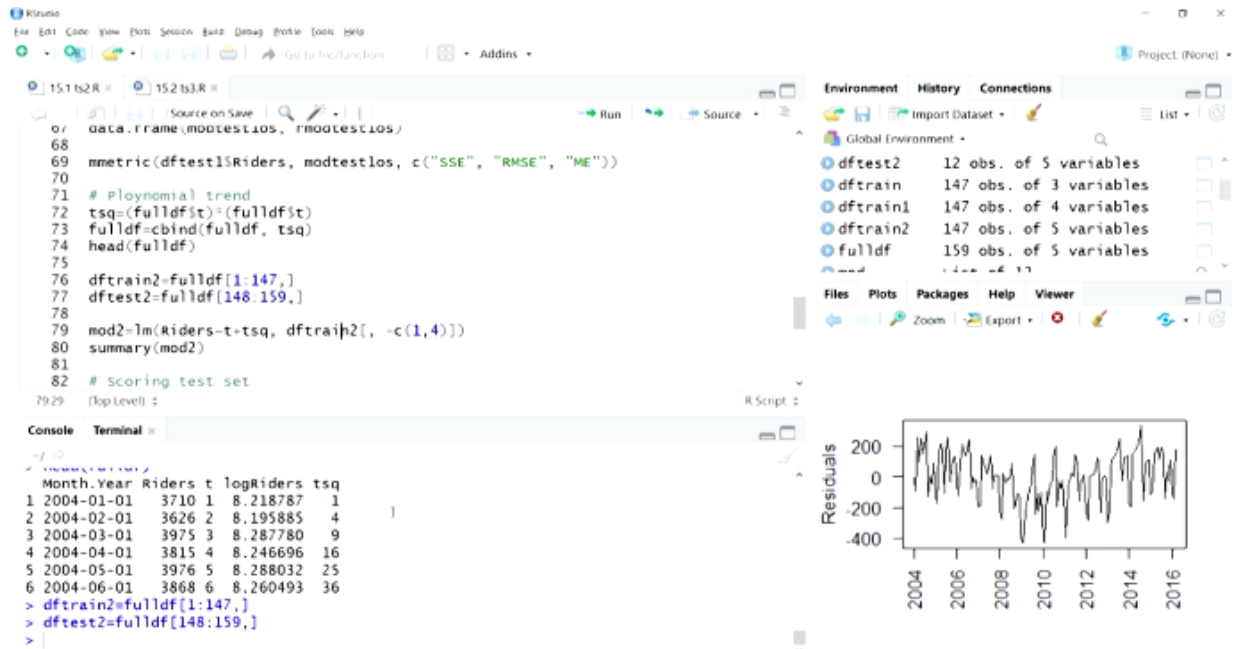 RStudio
File Edit Code View Plots Session Build Debug Profile Tools Help
Go to file/function
Addins
Project: (None)
15.1 ts2.R
15.2 ts3.R
Source on Save
Run
Source
67 data.frame(modtestlos, rmodtestlos)
68
69 mmetric(dftest1$Riders, modtestlos, c("SSE", "RMSE", "ME"))
70
71 # Ploynomial trend
72 tsq=(fulldf$t)*(fulldf$t)
73 fulldf=cbind(fulldf, tsq)
74 head(fulldf)
75
76 dftrain2=fulldf[1:147,]
77 dftest2=fulldf[148:159,]
78
79 mod2=lm(Riders~t+tsq, dftrain2[, -c(1,4)])
80 summary(mod2)
81
82 # Scoring test set
79:29 (Top Level) R Script
Console Terminal
~/
> head(fulldf)
Month.Year Riders t logRiders tsq
1 2004-01-01 3710 1 8.218787 1
2 2004-02-01 3626 2 8.195885 4
3 2004-03-01 3975 3 8.287780 9
4 2004-04-01 3815 4 8.246696 16
5 2004-05-01 3976 5 8.288032 25
6 2004-06-01 3868 6 8.260493 36
> dftrain2=fulldf[1:147,]
> dftest2=fulldf[148:159,]
>
Environment History Connections
Import Dataset
List
Global Environment
dftest2 12 obs. of 5 variables
dftrain 147 obs. of 3 variables
dftrain1 147 obs. of 4 variables
dftrain2 147 obs. of 5 variables
fulldf 159 obs. of 5 variables
mod List of 12
Files Plots Packages Help Viewer
Zoom Export
Residuals
200
0
-200
-400
2004 2006 2008 2010 2012 2014 2016